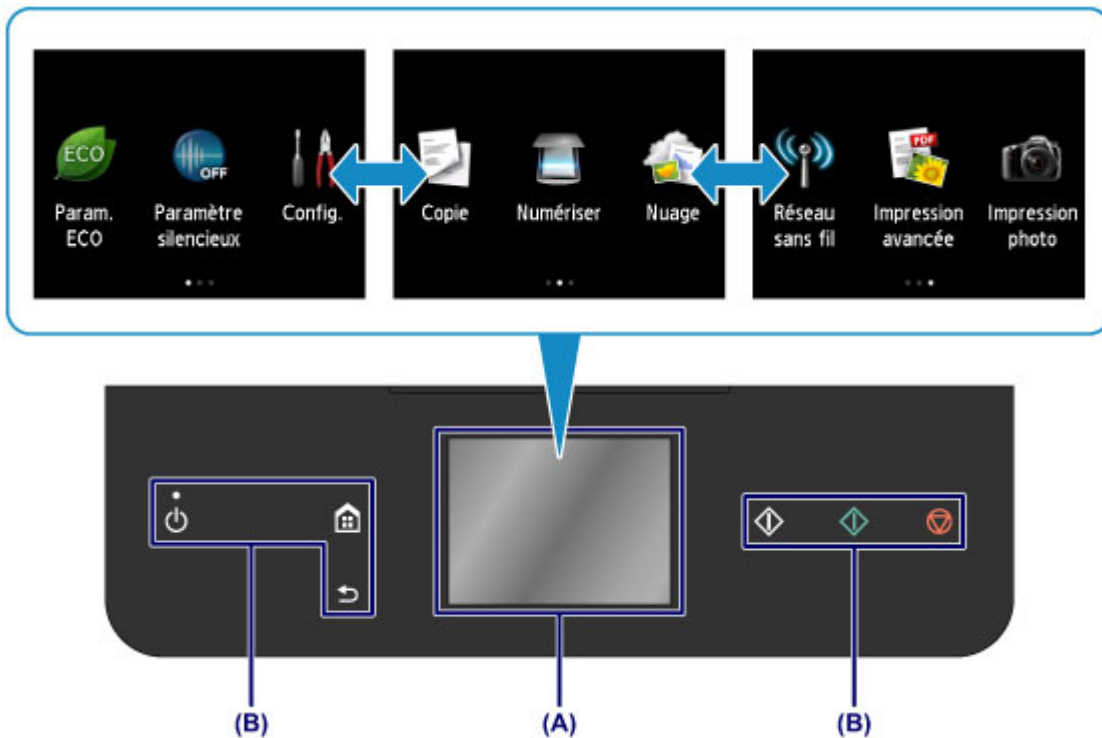 ECO
Param.
ECO
OFF
Paramètre
silencieux
Config.
Copie
Numériser
Nuage
Réseau
sans fil
PDF
Impression
avancée
Impression
photo
(B)
(A)
(B)